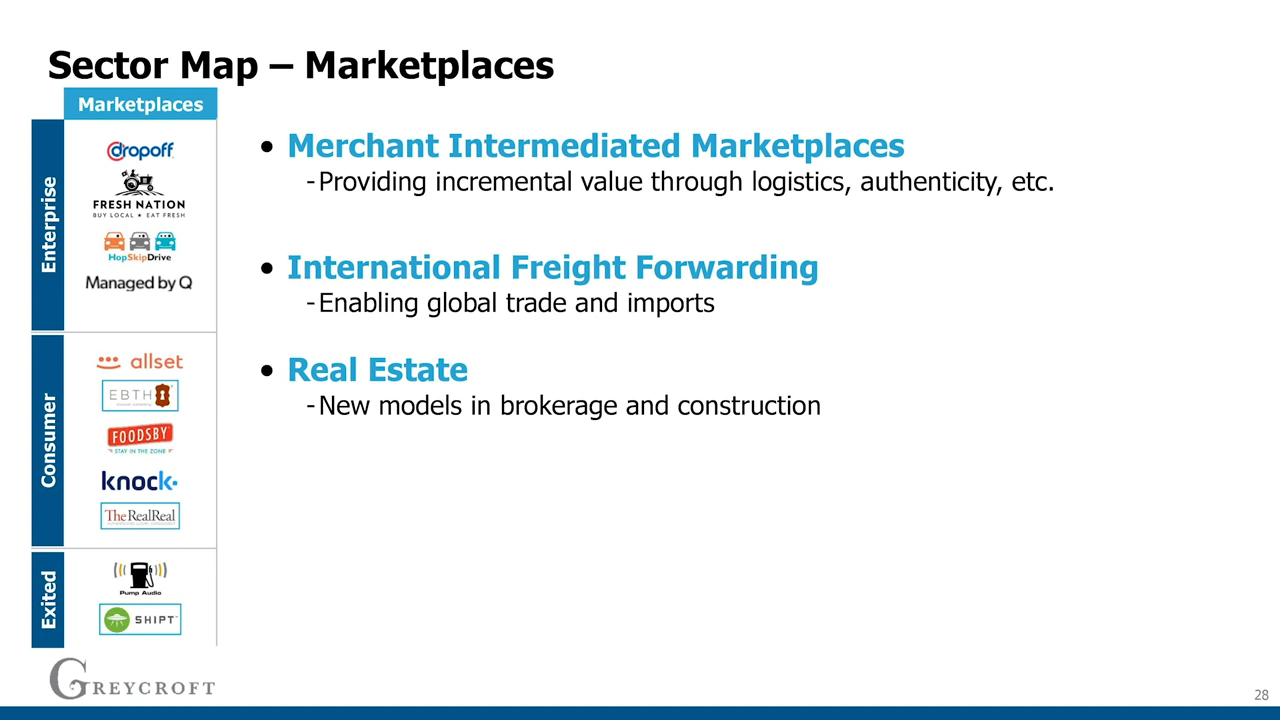 Sector Map – Marketplaces
Marketplaces
Enterprise
dropoff
FRESH NATION
BUY LOCAL ★ EAT FRESH
HopSkipDrive
Managed by Q
Consumer
allset
EBTH
FOODSBY
STAY IN THE ZONE
knock
The RealReal
Exited
Pump Audio
SHIPT
• Merchant Intermediated Marketplaces
- Providing incremental value through logistics, authenticity, etc.
• International Freight Forwarding
- Enabling global trade and imports
• Real Estate
- New models in brokerage and construction
GREYCROFT
28